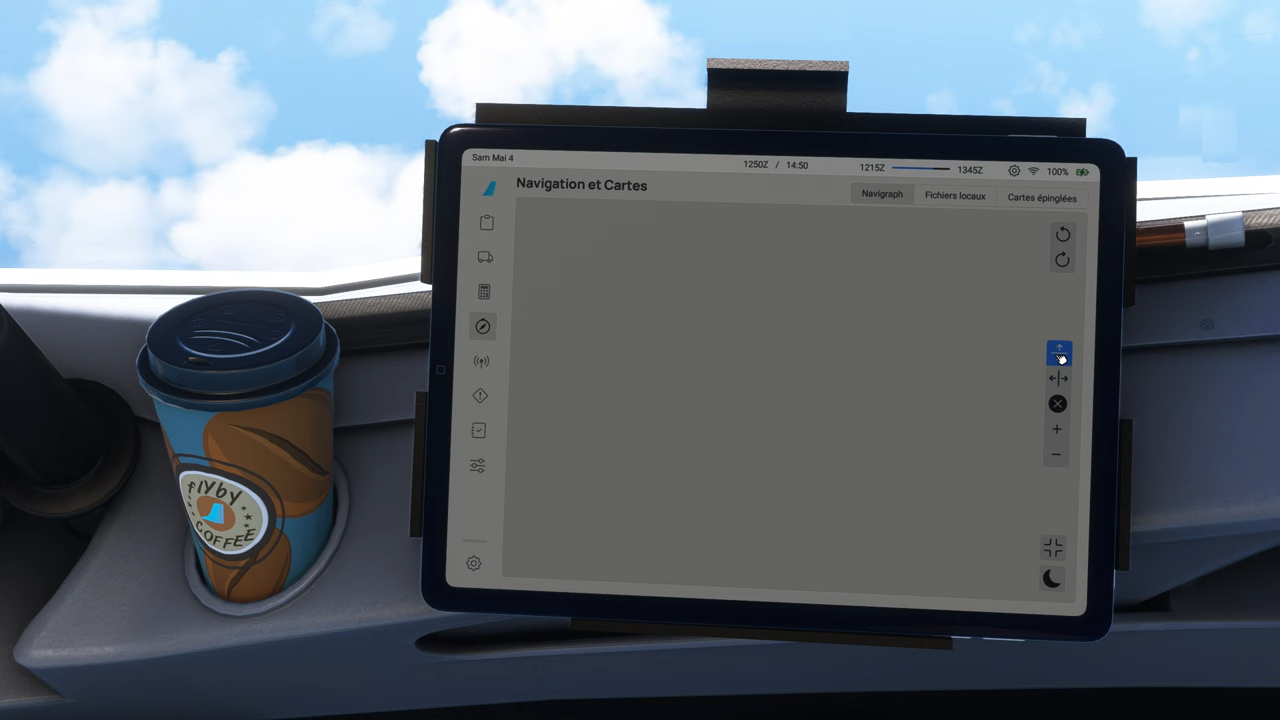 Sam Mai 4
1250Z / 14:50
1215Z
1345Z
100%
Navigation et Cartes
Navigraph
Fichiers locaux
Cartes épinglées
flyby
COFFEE